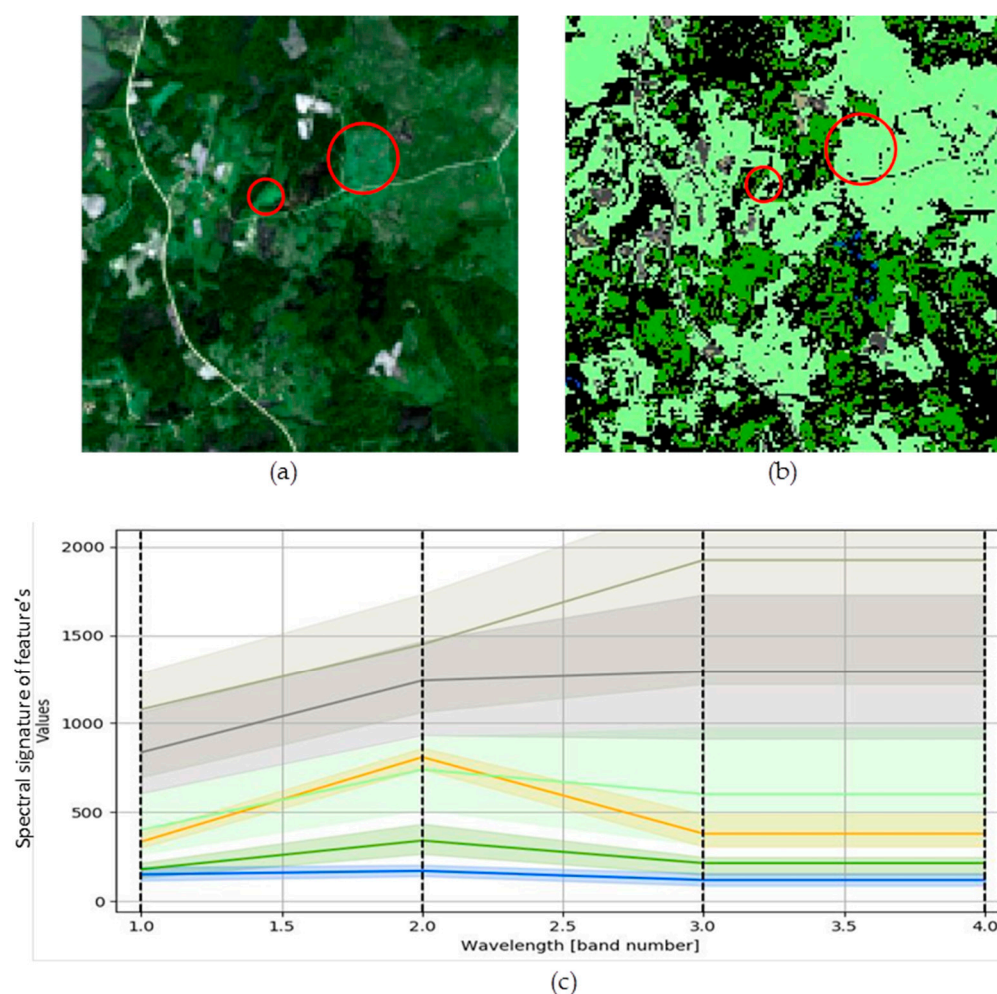 (a)
(b)
Spectral signature of feature's
Values
2000
1500
1000
500
0
1.0
1.5
2.0
2.5
3.0
3.5
4.0
Wavelength [band number]
(c)